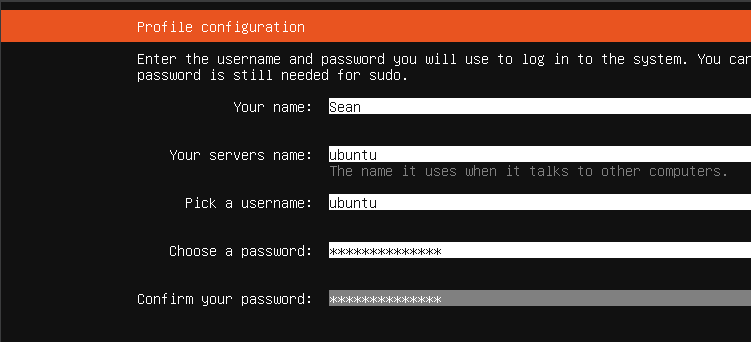 Profile configuration
Enter the username and password you will use to log in to the system. You can
password is still needed for sudo.
Your name: Sean
Your servers name: ubuntu
The name it uses when it talks to other computers.
Pick a username: ubuntu
Choose a password: **************
Confirm your password: **************